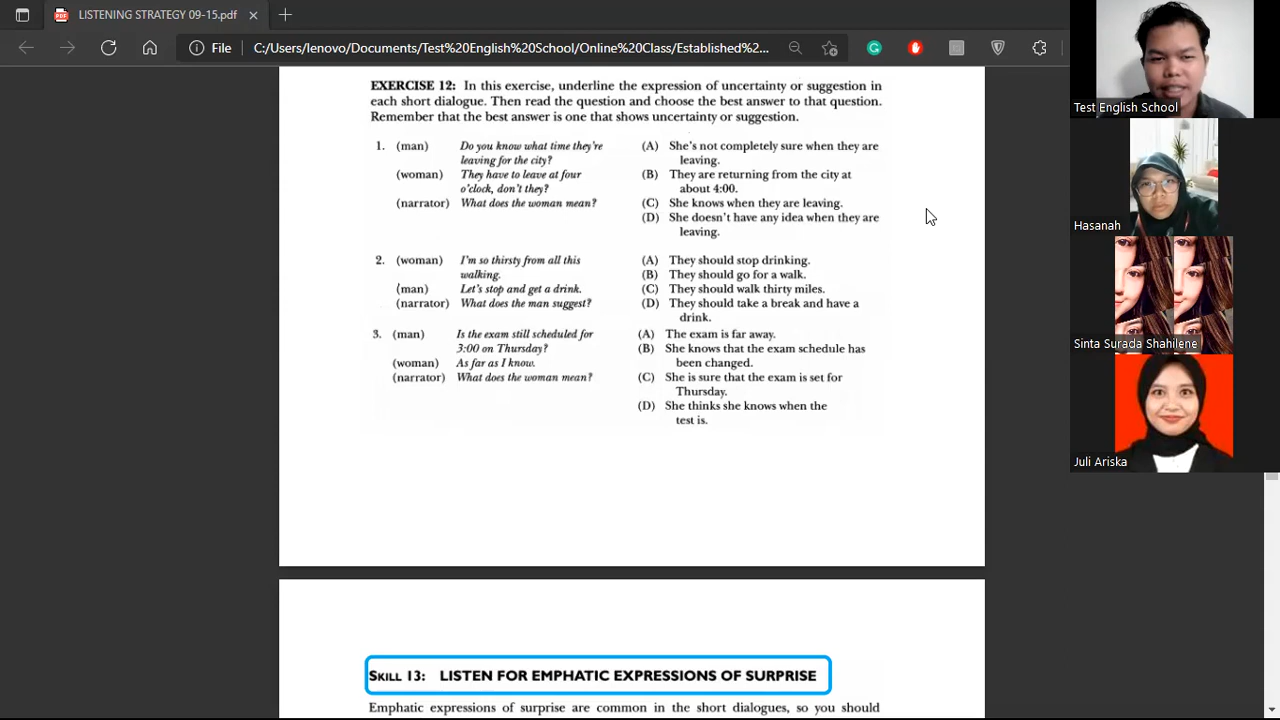 LISTENING STRATEGY 09-15.pdf
File
C:/Users/lenovo/Documents/Test%20English%20School/Online%20Class/Established%2...
EXERCISE 12: In this exercise, underline the expression of uncertainty or suggestion in
each short dialogue. Then read the question and choose the best answer to that question.
Remember that the best answer is one that shows uncertainty or suggestion.
1. (man) Do you know what time they're
leaving for the city?
(woman) They have to leave at four
o'clock, don't they?
(narrator) What does the woman mean?
(A) She's not completely sure when they are
leaving.
(B) They are returning from the city at
about 4:00.
(C) She knows when they are leaving.
(D) She doesn't have any idea when they are
leaving.
2. (woman) I'm so thirsty from all this
walking.
(man) Let's stop and get a drink.
(narrator) What does the man suggest?
(A) They should stop drinking.
(B) They should go for a walk.
(C) They should walk thirty miles.
(D) They should take a break and have a
drink.
3. (man) Is the exam still scheduled for
3:00 on Thursday?
(woman) As far as I know.
(narrator) What does the woman mean?
(A) The exam is far away.
(B) She knows that the exam schedule has
been changed.
(C) She is sure that the exam is set for
Thursday.
(D) She thinks she knows when the
test is.
SKILL 13: LISTEN FOR EMPHATIC EXPRESSIONS OF SURPRISE
Emphatic expressions of surprise are common in the short dialogues, so you should
Test English School
Hasanah
Sinta Surada Shahilene
Juli Ariska